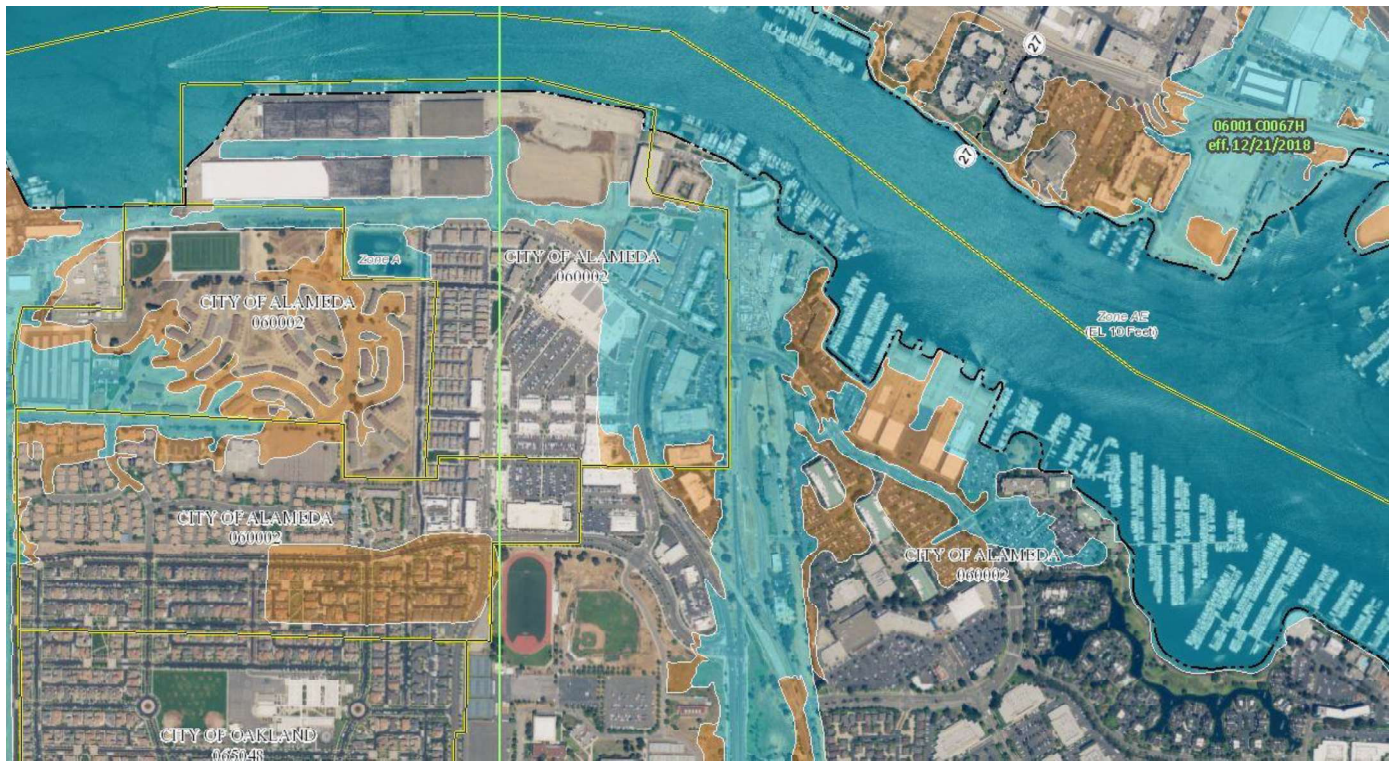 27
27
06001C0067H
eff. 12/21/2018
Zone A
CITY OF ALAMEDA
060002
CITY OF ALAMEDA
060002
Zone AE
(EL 10 Feet)
CITY OF ALAMEDA
060002
CITY OF ALAMEDA
060002
CITY OF OAKLAND
065048